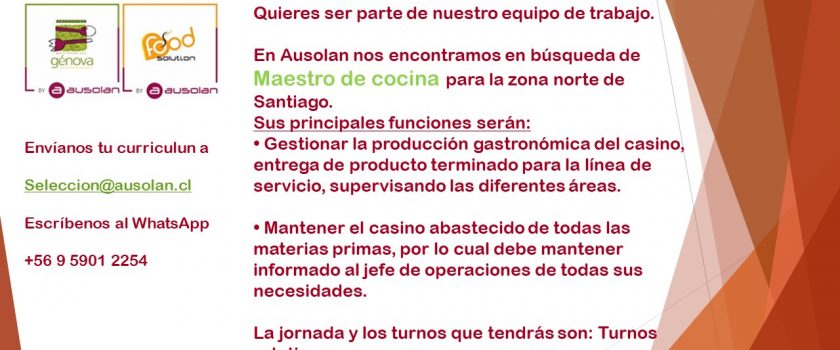 génova
BY ausolan
Food
solution
BY ausolan
Envíanos tu curriculun a
Seleccion@ausolan.cl
Escríbenos al WhatsApp
+56 9 5901 2254
Quieres ser parte de nuestro equipo de trabajo.
En Ausolan nos encontramos en búsqueda de
Maestro de cocina para la zona norte de
Santiago.
Sus principales funciones serán:
• Gestionar la producción gastronómica del casino,
entrega de producto terminado para la línea de
servicio, supervisando las diferentes áreas.
• Mantener el casino abastecido de todas las
materias primas, por lo cual debe mantener
informado al jefe de operaciones de todas sus
necesidades.
La jornada y los turnos que tendrás son: Turnos